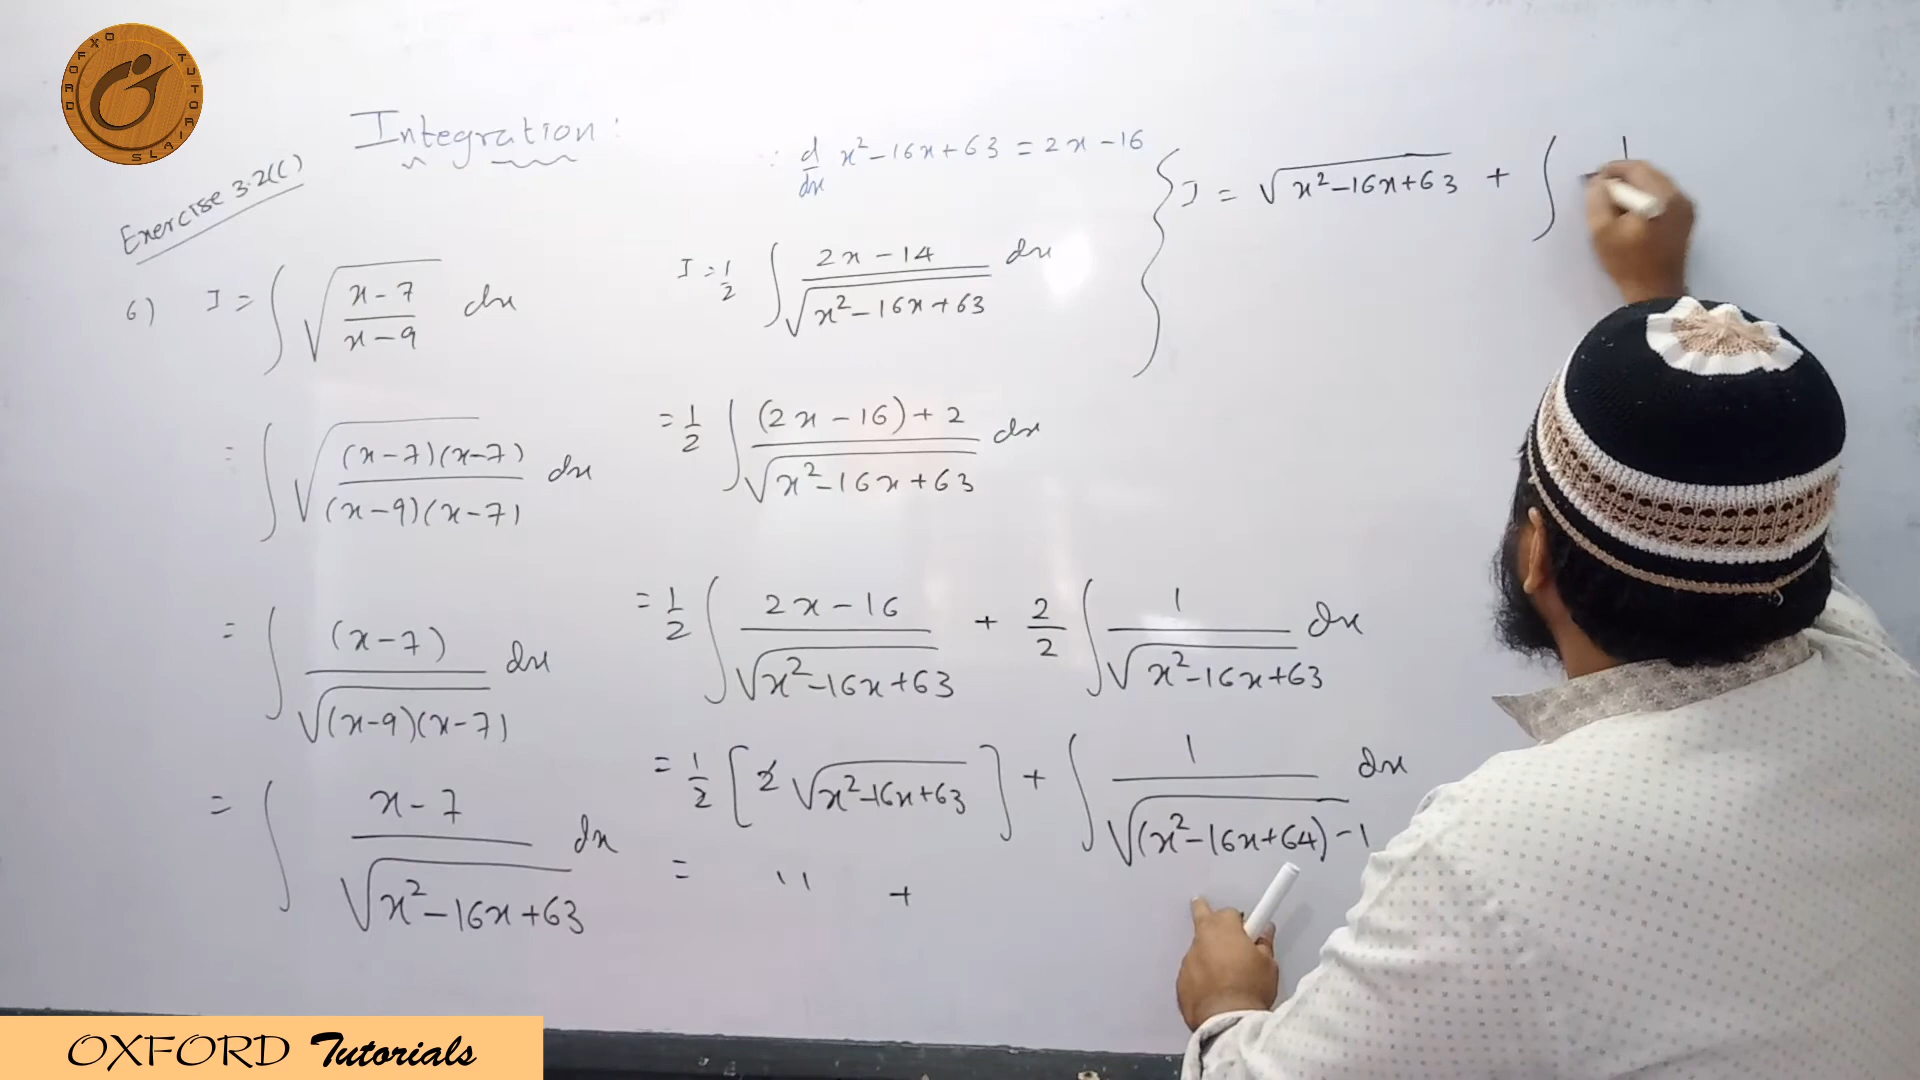 OXFORD TUTORIALS
Integration:
Exercise 3.2(C)
6) I = ∫ √((x-7)/(x-9)) dx
= ∫ √((x-7)(x-7)/(x-9)(x-7)) dx
= ∫ (x-7)/√((x-9)(x-7)) dx
= ∫ (x-7)/√(x²-16x+63) dx
∵ d/dx x²-16x+63 = 2x-16
I = 1/2 ∫ (2x-14)/√(x²-16x+63) dx
= 1/2 ∫ ((2x-16)+2)/√(x²-16x+63) dx
= 1/2 ∫ (2x-16)/√(x²-16x+63) + 2/2 ∫ 1/√(x²-16x+63) dx
= 1/2 [2√(x²-16x+63)] + ∫ 1/√((x²-16x+64)-1) dx
= " +
I = √(x²-16x+63) + ∫ 1
OXFORD Tutorials